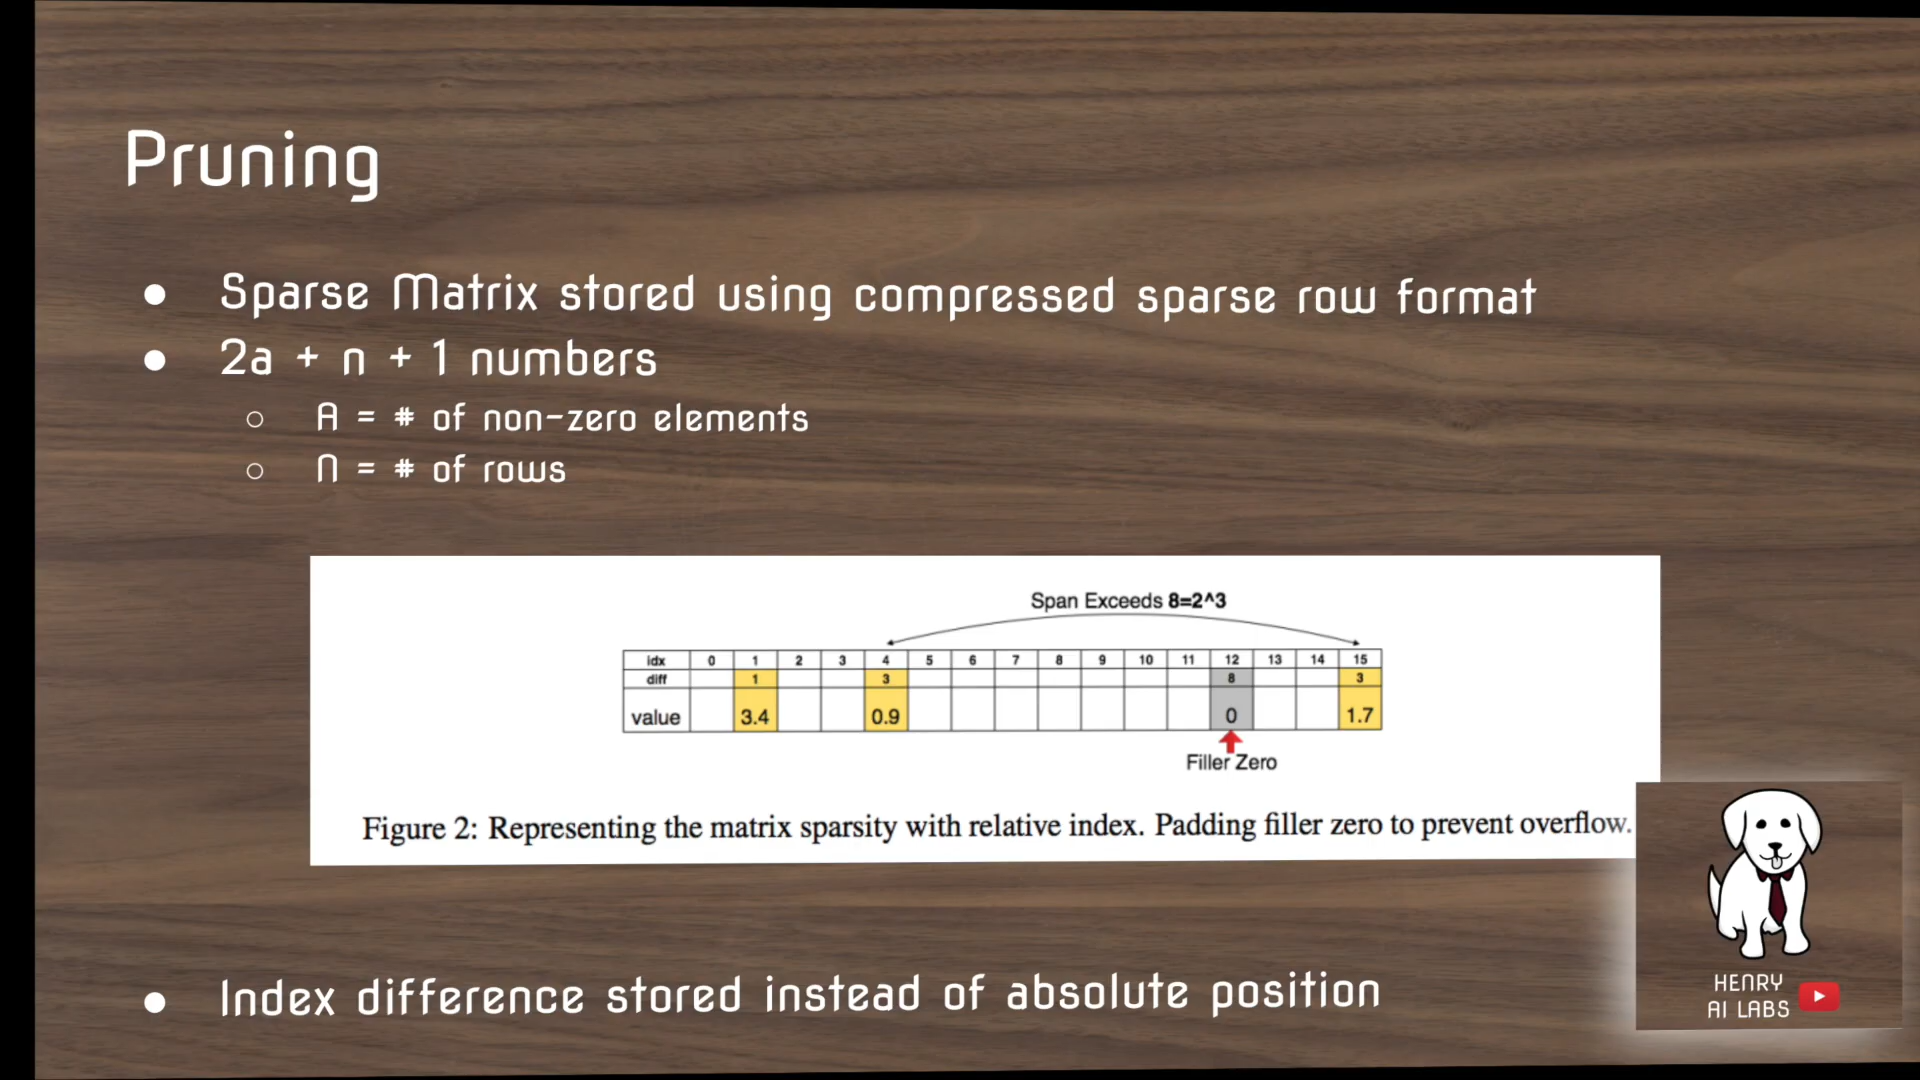 Pruning
Sparse Matrix stored using compressed sparse row format
2a + n + 1 numbers
A = # of non-zero elements
N = # of rows
Span Exceeds 8=2^3
idx 0 1 2 3 4 5 6 7 8 9 10 11 12 13 14 15
diff 1 3 8 3
value 3.4 0.9 0 1.7
Filler Zero
Figure 2: Representing the matrix sparsity with relative index. Padding filler zero to prevent overflow.
Index difference stored instead of absolute position
HENRY
AI LABS